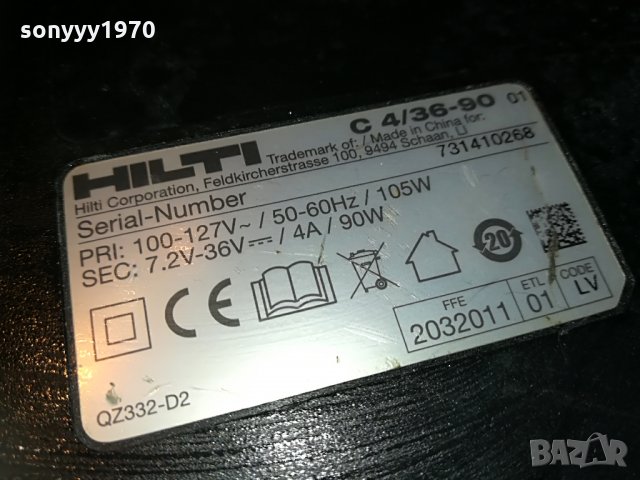 sonyyy1970
HILTI
C 4/36-90 01
Trademark of: / Made in China for:
Hilti Corporation, Feldkircherstrasse 100, 9494 Schaan, LI
Serial-Number
731410268
PRI: 100-127V~ / 50-60Hz / 105W
SEC: 7.2V-36V⎓ / 4A / 90W
CE
20
FFE ETL CODE
2032011 01 LV
QZ332-D2
BAZAR